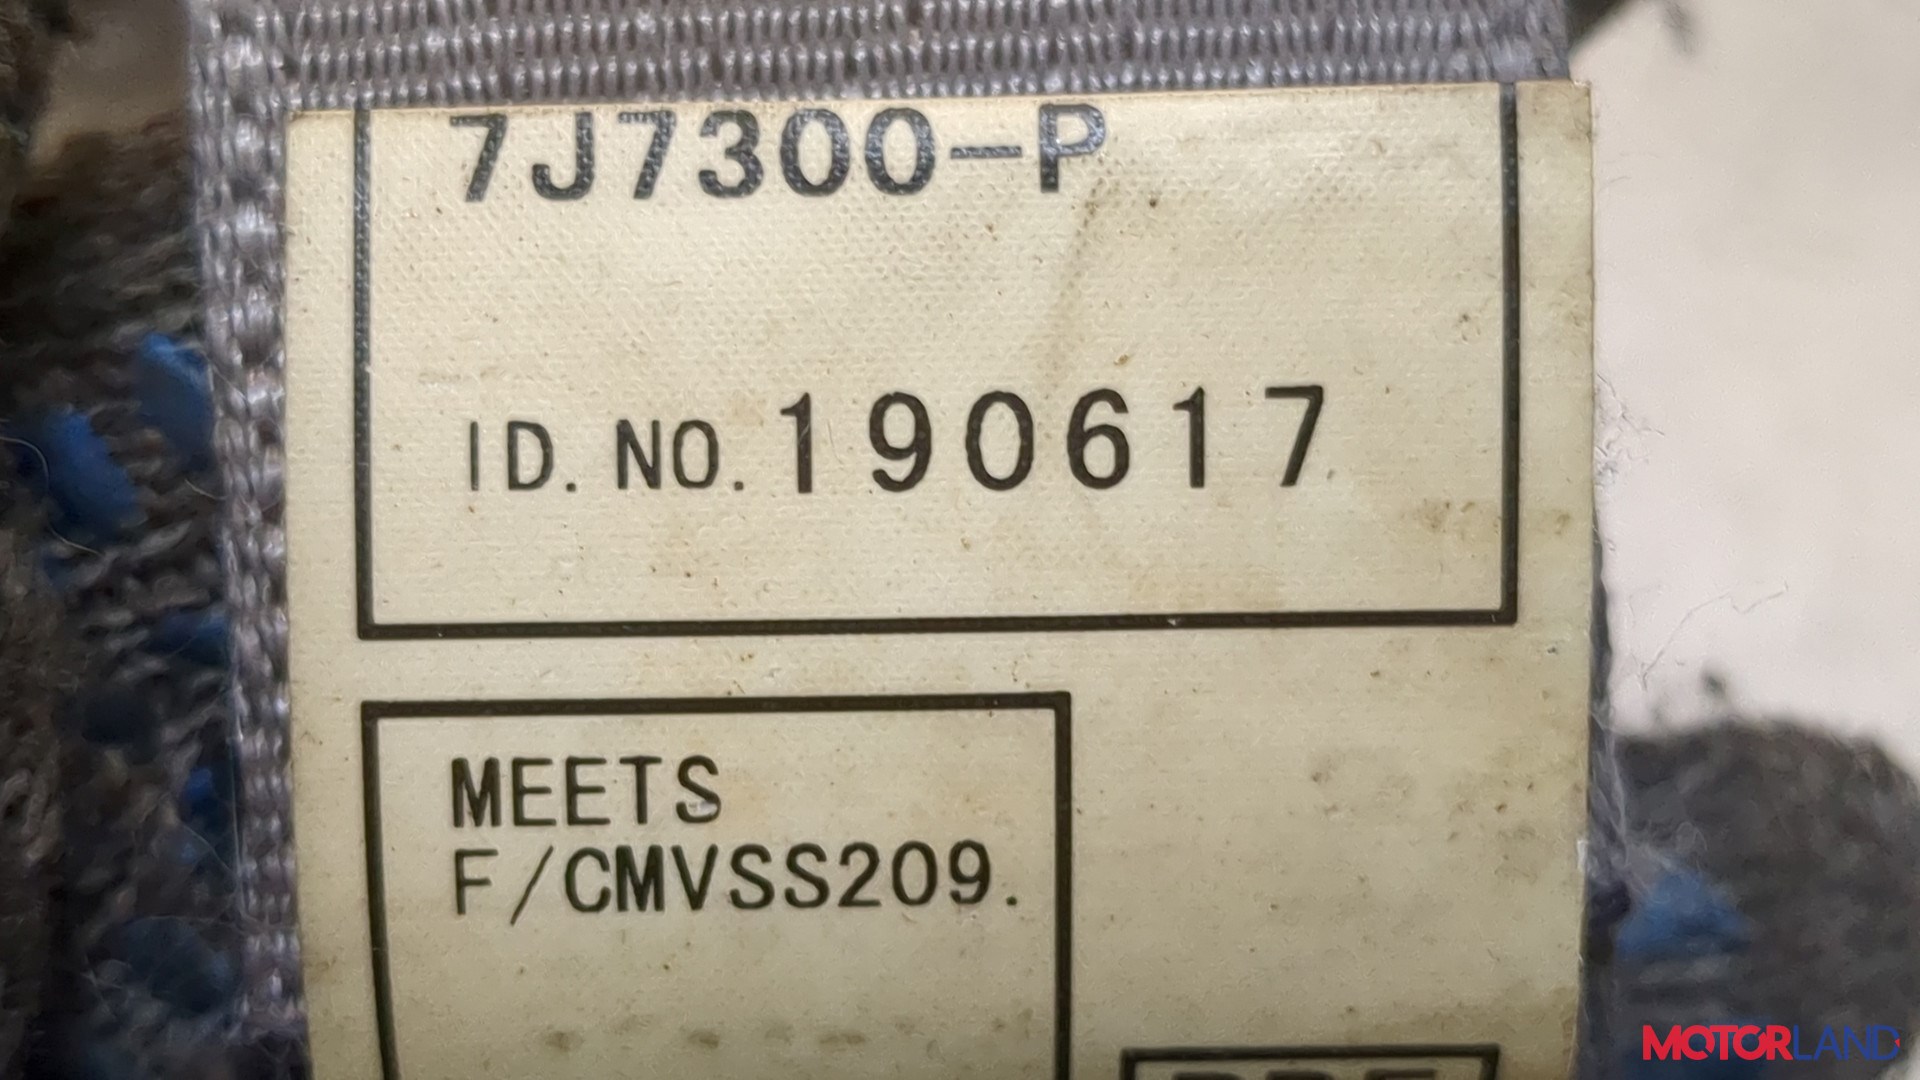 7J7300-P
ID. NO. 190617
MEETS
F/CMVSS209.
MOTORLAND